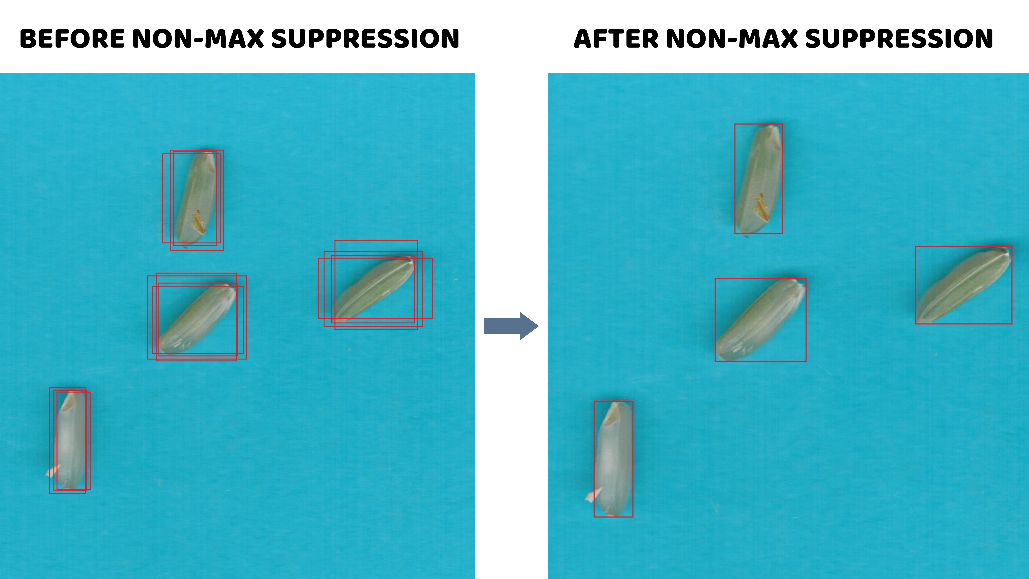 BEFORE NON-MAX SUPPRESSION
AFTER NON-MAX SUPPRESSION